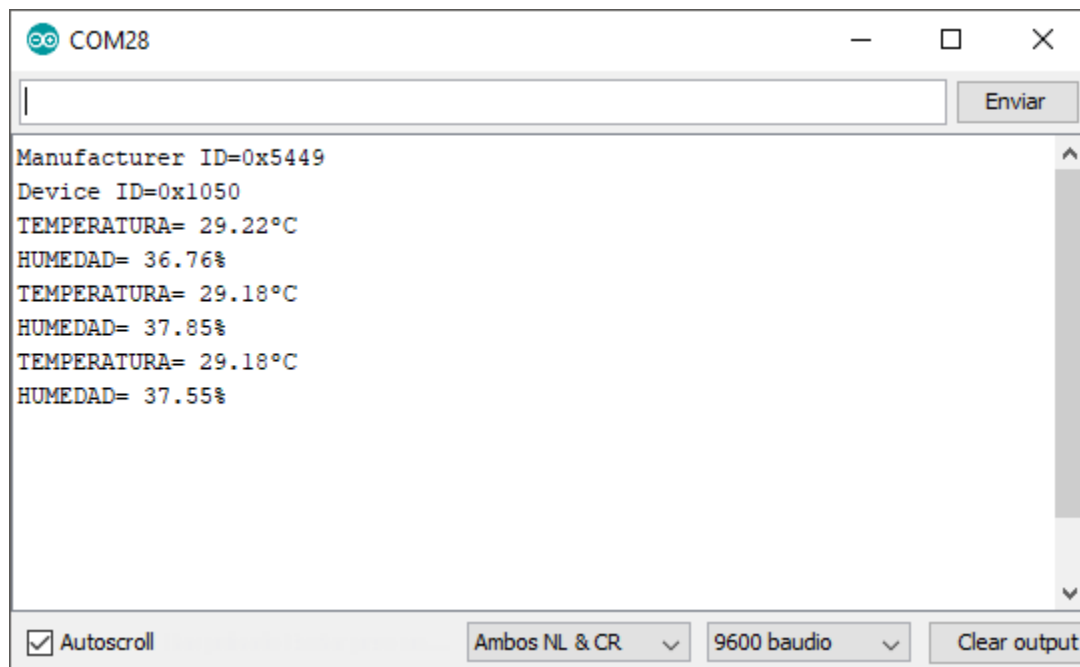 COM28
Enviar
Manufacturer ID=0x5449
Device ID=0x1050
TEMPERATURA= 29.22°C
HUMEDAD= 36.76%
TEMPERATURA= 29.18°C
HUMEDAD= 37.85%
TEMPERATURA= 29.18°C
HUMEDAD= 37.55%
Autoscroll
Ambos NL & CR
9600 baudio
Clear output